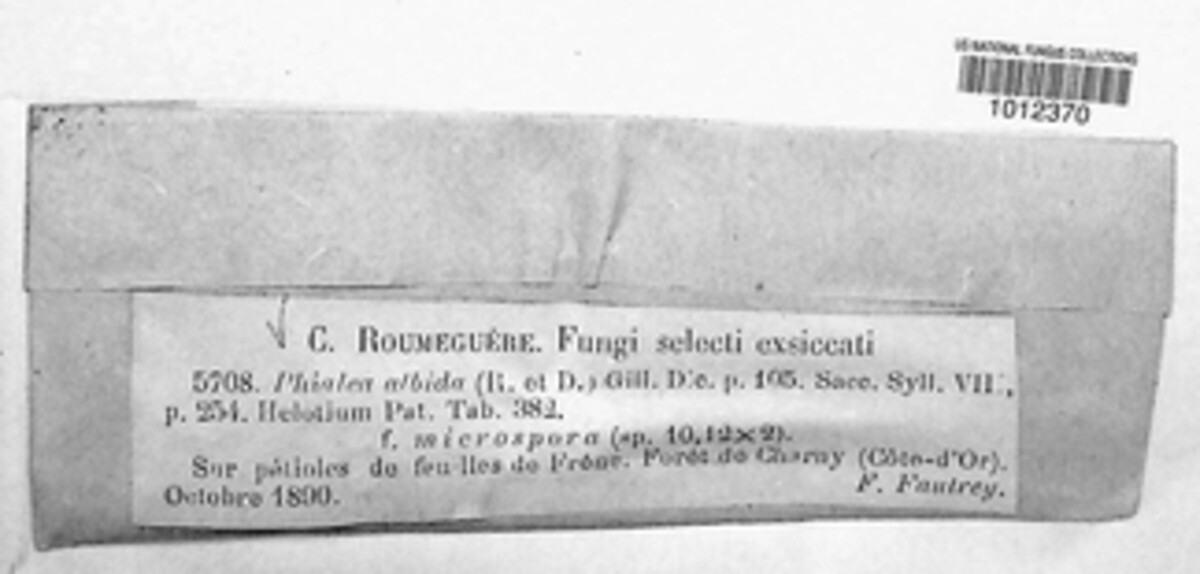 US NATIONAL FUNGUS COLLECTIONS
1012370
C. ROUMEGUÈRE. Fungi selecti exsiccati
5708. Phialea albida (R. et D.) Gill. Dic. p. 105. Sacc. Syll. VIII,
p. 254. Helotium Pat. Tab. 382.
f. microspora (sp. 10,12×2).
Sur pétioles de feuilles de Frêne. Forêt de Charny (Côte-d'Or).
Octobre 1890.
F. Fautrey.